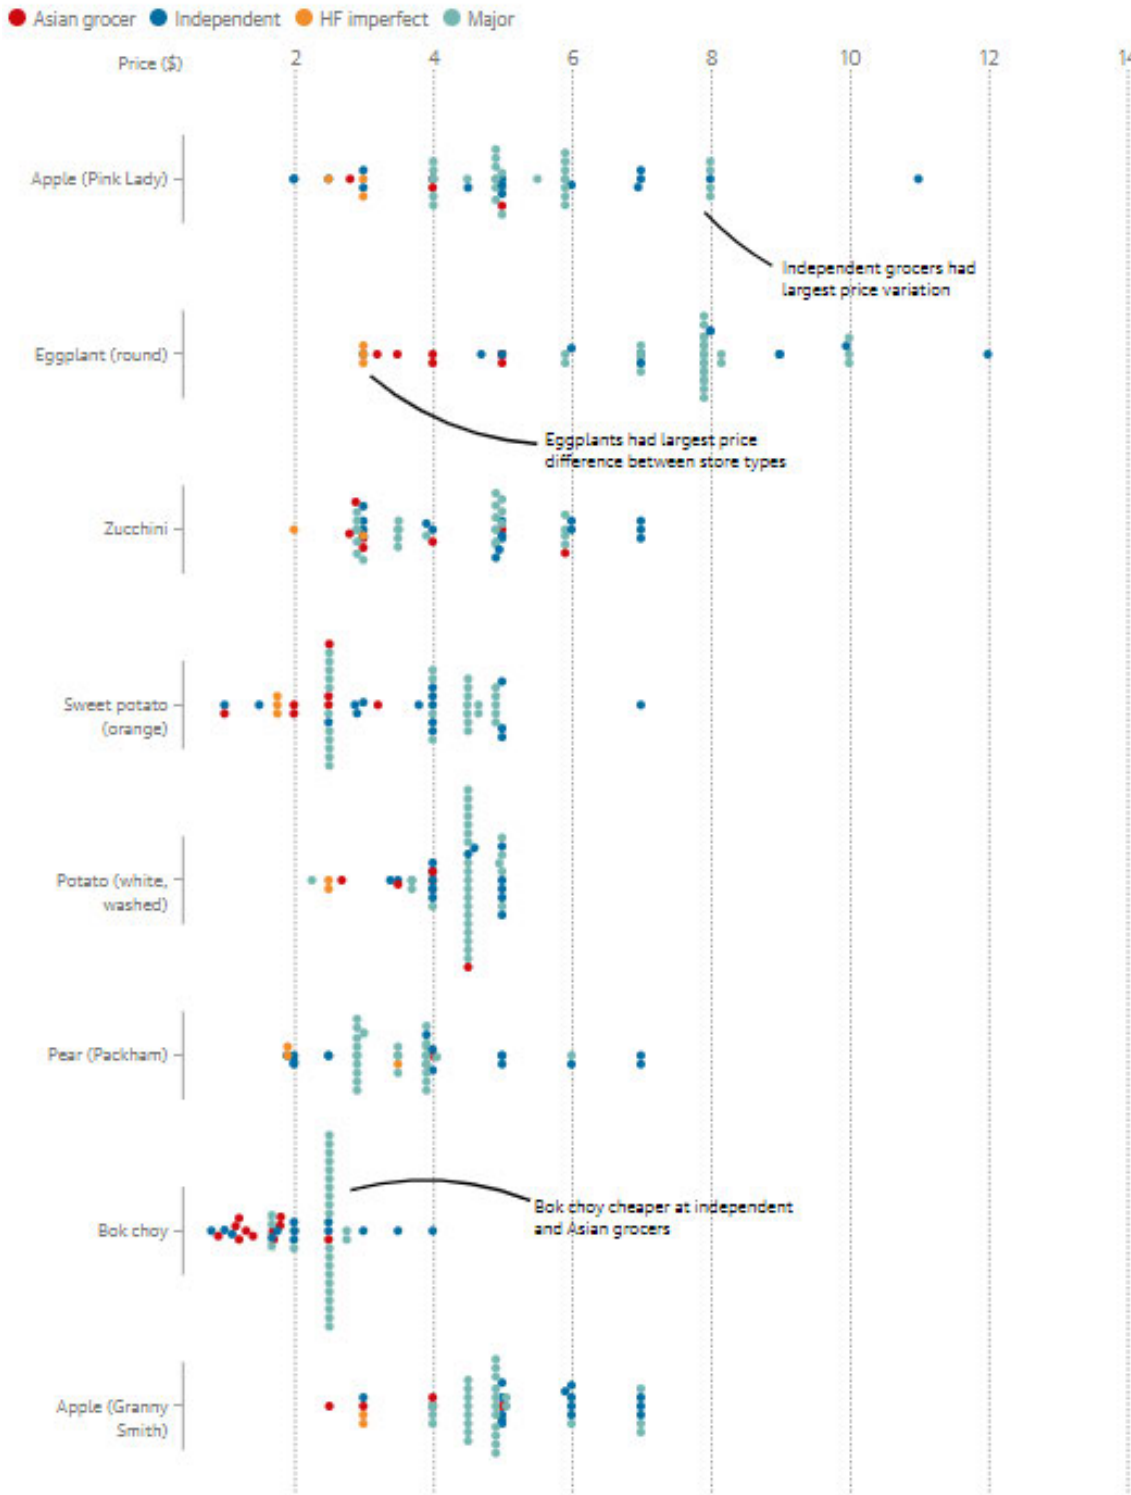 Asian grocer Independent HF imperfect Major
Price ($) 2 4 6 8 10 12 14
Apple (Pink Lady)
Independent grocers had
largest price variation
Eggplant (round)
Eggplants had largest price
difference between store types
Zucchini
Sweet potato
(orange)
Potato (white,
washed)
Pear (Packham)
Bok choy
Bok choy cheaper at independent
and Asian grocers
Apple (Granny
Smith)